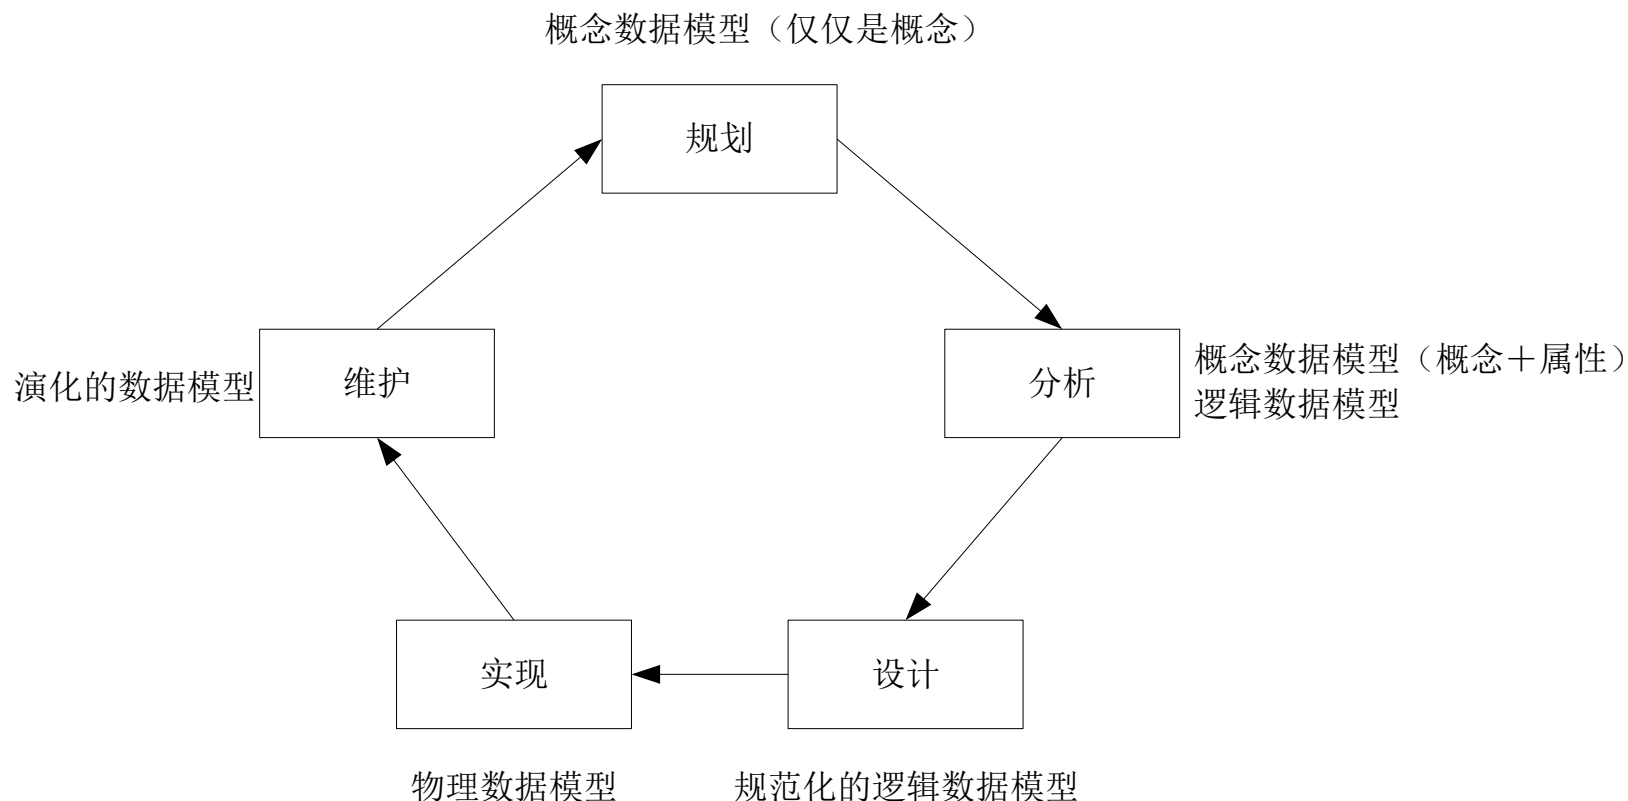 概念数据模型（仅仅是概念）
规划
维护
演化的数据模型
分析
概念数据模型（概念＋属性）
逻辑数据模型
实现
设计
物理数据模型
规范化的逻辑数据模型